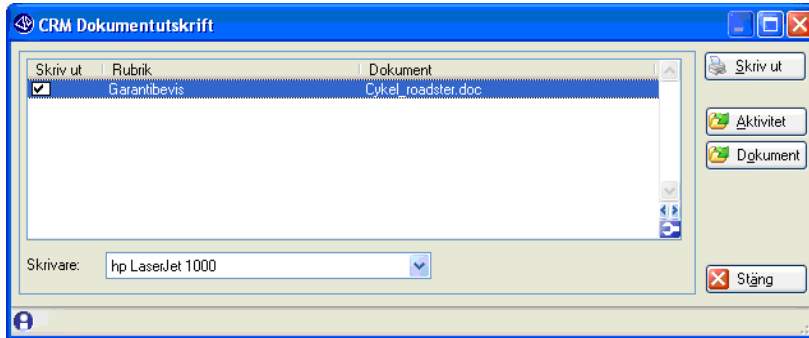 CRM Dokumentutskrift
Skriv ut Rubrik Dokument
Garantibevis Cykel_roadster.doc
Skrivare: hp LaserJet 1000
Skriv ut
Aktivitet
Dokument
Stäng